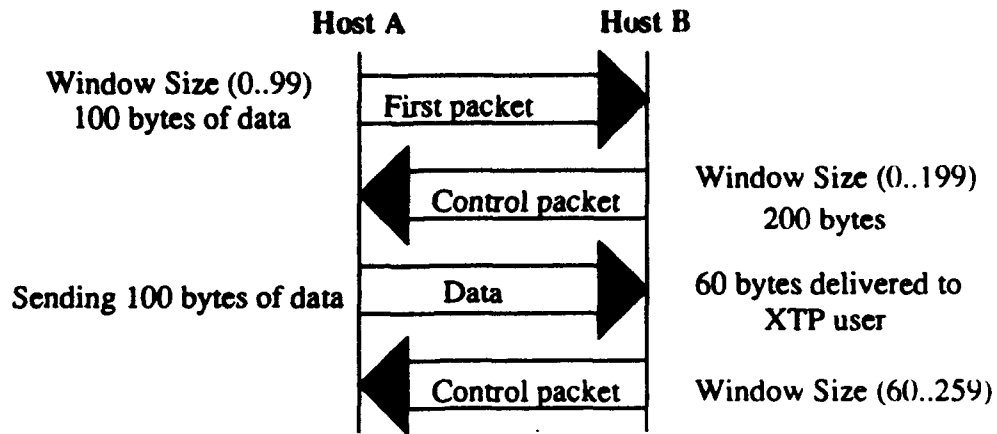 Host A
Host B
Window Size (0..99)
100 bytes of data
First packet
Control packet
Window Size (0..199)
200 bytes
Sending 100 bytes of data
Data
60 bytes delivered to
XTP user
Control packet
Window Size (60..259)